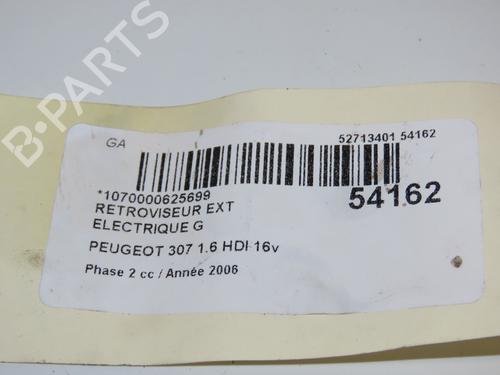 B-PARTS
GA
52713401 54162
*1070000625699
54162
RETROVISEUR EXT
ELECTRIQUE G
PEUGEOT 307 1.6 HDI 16v
Phase 2 cc / Année 2006